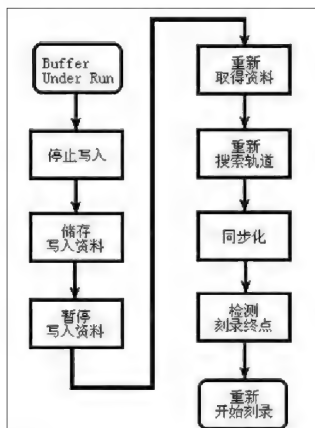 Buffer
Under Run
停止写入
储存
写入资料
暂停
写入资料
重新
取得资料
重新
搜索轨道
同步化
检测
刻录终点
重新
开始刻录